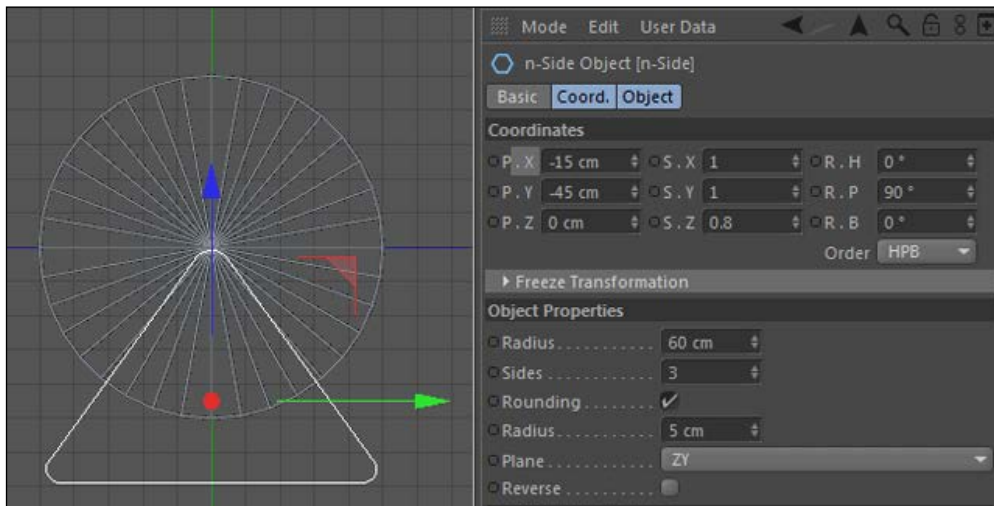 Mode Edit User Data
n-Side Object [n-Side]
Basic Coord. Object
Coordinates
P . X -15 cm S . X 1 R . H 0 °
P . Y -45 cm S . Y 1 R . P 90 °
P . Z 0 cm S . Z 0.8 R . B 0 °
Order HPB
Freeze Transformation
Object Properties
Radius . . . . . . . . . . . 60 cm
Sides . . . . . . . . . . . . 3
Rounding . . . . . . . .
Radius . . . . . . . . . . . 5 cm
Plane . . . . . . . . . . . . ZY
Reverse . . . . . . . . . .